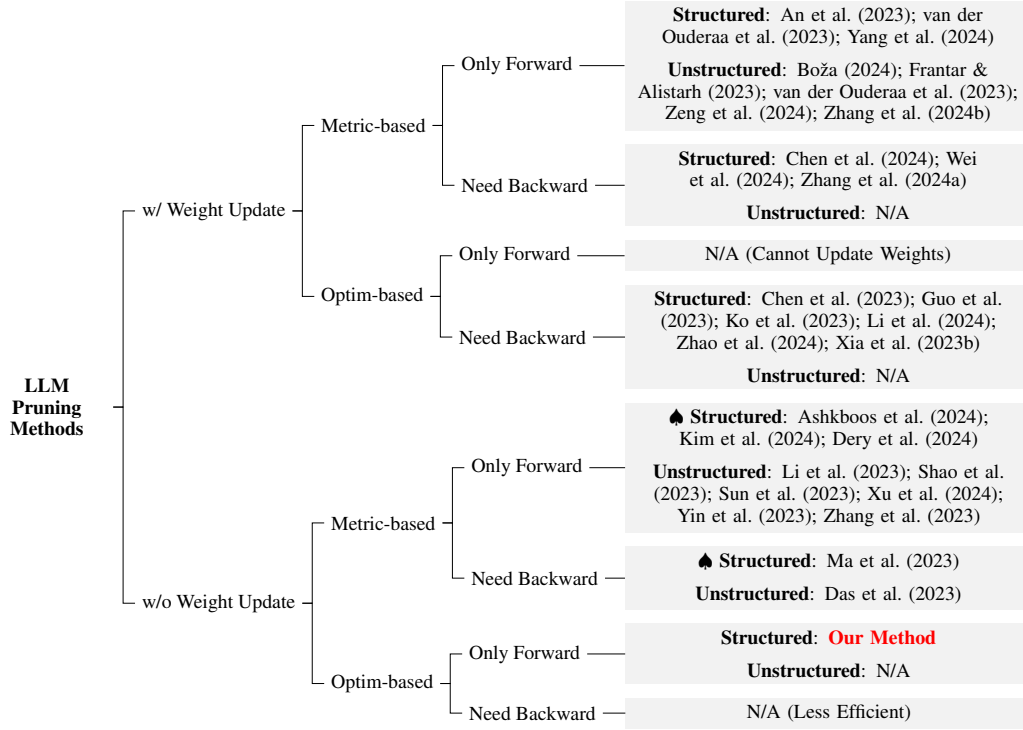 LLM
Pruning
Methods
w/ Weight Update
Metric-based
Only Forward
Structured: An et al. (2023); van der
Ouderaa et al. (2023); Yang et al. (2024)
Unstructured: Boža (2024); Frantar &
Alistarh (2023); van der Ouderaa et al. (2023);
Zeng et al. (2024); Zhang et al. (2024b)
Need Backward
Structured: Chen et al. (2024); Wei
et al. (2024); Zhang et al. (2024a)
Unstructured: N/A
Optim-based
Only Forward
N/A (Cannot Update Weights)
Need Backward
Structured: Chen et al. (2023); Guo et al.
(2023); Ko et al. (2023); Li et al. (2024);
Zhao et al. (2024); Xia et al. (2023b)
Unstructured: N/A
w/o Weight Update
Metric-based
Only Forward
♠ Structured: Ashkboos et al. (2024);
Kim et al. (2024); Dery et al. (2024)
Unstructured: Li et al. (2023); Shao et al.
(2023); Sun et al. (2023); Xu et al. (2024);
Yin et al. (2023); Zhang et al. (2023)
Need Backward
♠ Structured: Ma et al. (2023)
Unstructured: Das et al. (2023)
Optim-based
Only Forward
Structured: Our Method
Unstructured: N/A
Need Backward
N/A (Less Efficient)